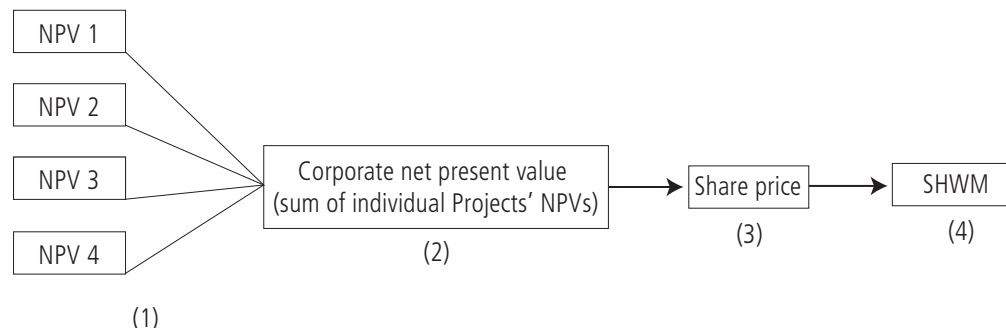 NPV 1
NPV 2
NPV 3
NPV 4
(1)
Corporate net present value
(sum of individual Projects’ NPVs)
(2)
Share price
(3)
SHWM
(4)